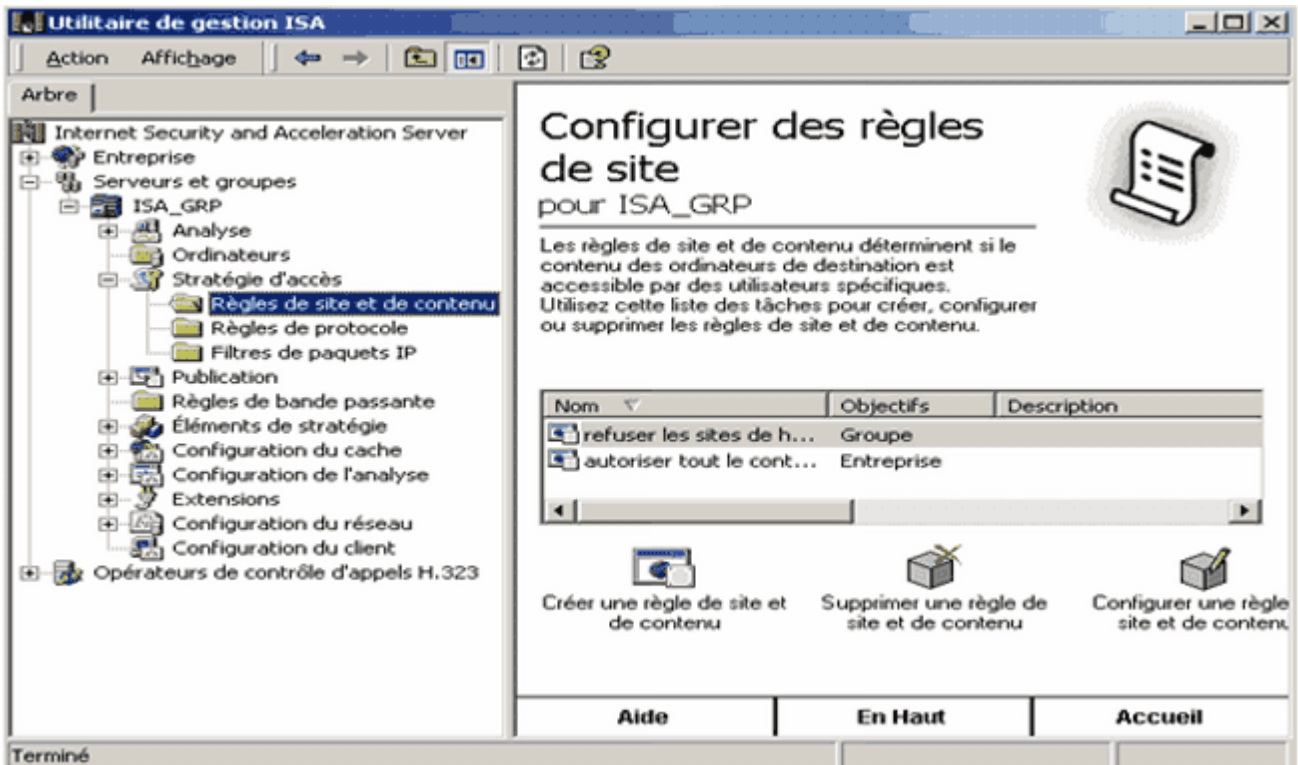 Utilitaire de gestion ISA
Action Affichage
Arbre
Internet Security and Acceleration Server
Entreprise
Serveurs et groupes
ISA_GRP
Analyse
Ordinateurs
Stratégie d'accès
Règles de site et de contenu
Règles de protocole
Filtres de paquets IP
Publication
Règles de bande passante
Éléments de stratégie
Configuration du cache
Configuration de l'analyse
Extensions
Configuration du réseau
Configuration du client
Opérateurs de contrôle d'appels H.323
Configurer des règles
de site
pour ISA_GRP
Les règles de site et de contenu déterminent si le
contenu des ordinateurs de destination est
accessible par des utilisateurs spécifiques.
Utilisez cette liste des tâches pour créer, configurer
ou supprimer les règles de site et de contenu.
Nom Objectifs Description
refuser les sites de h... Groupe
autoriser tout le cont... Entreprise
Créer une règle de site et
de contenu
Supprimer une règle de
site et de contenu
Configurer une règle
site et de contenu
Aide En Haut Accueil
Terminé